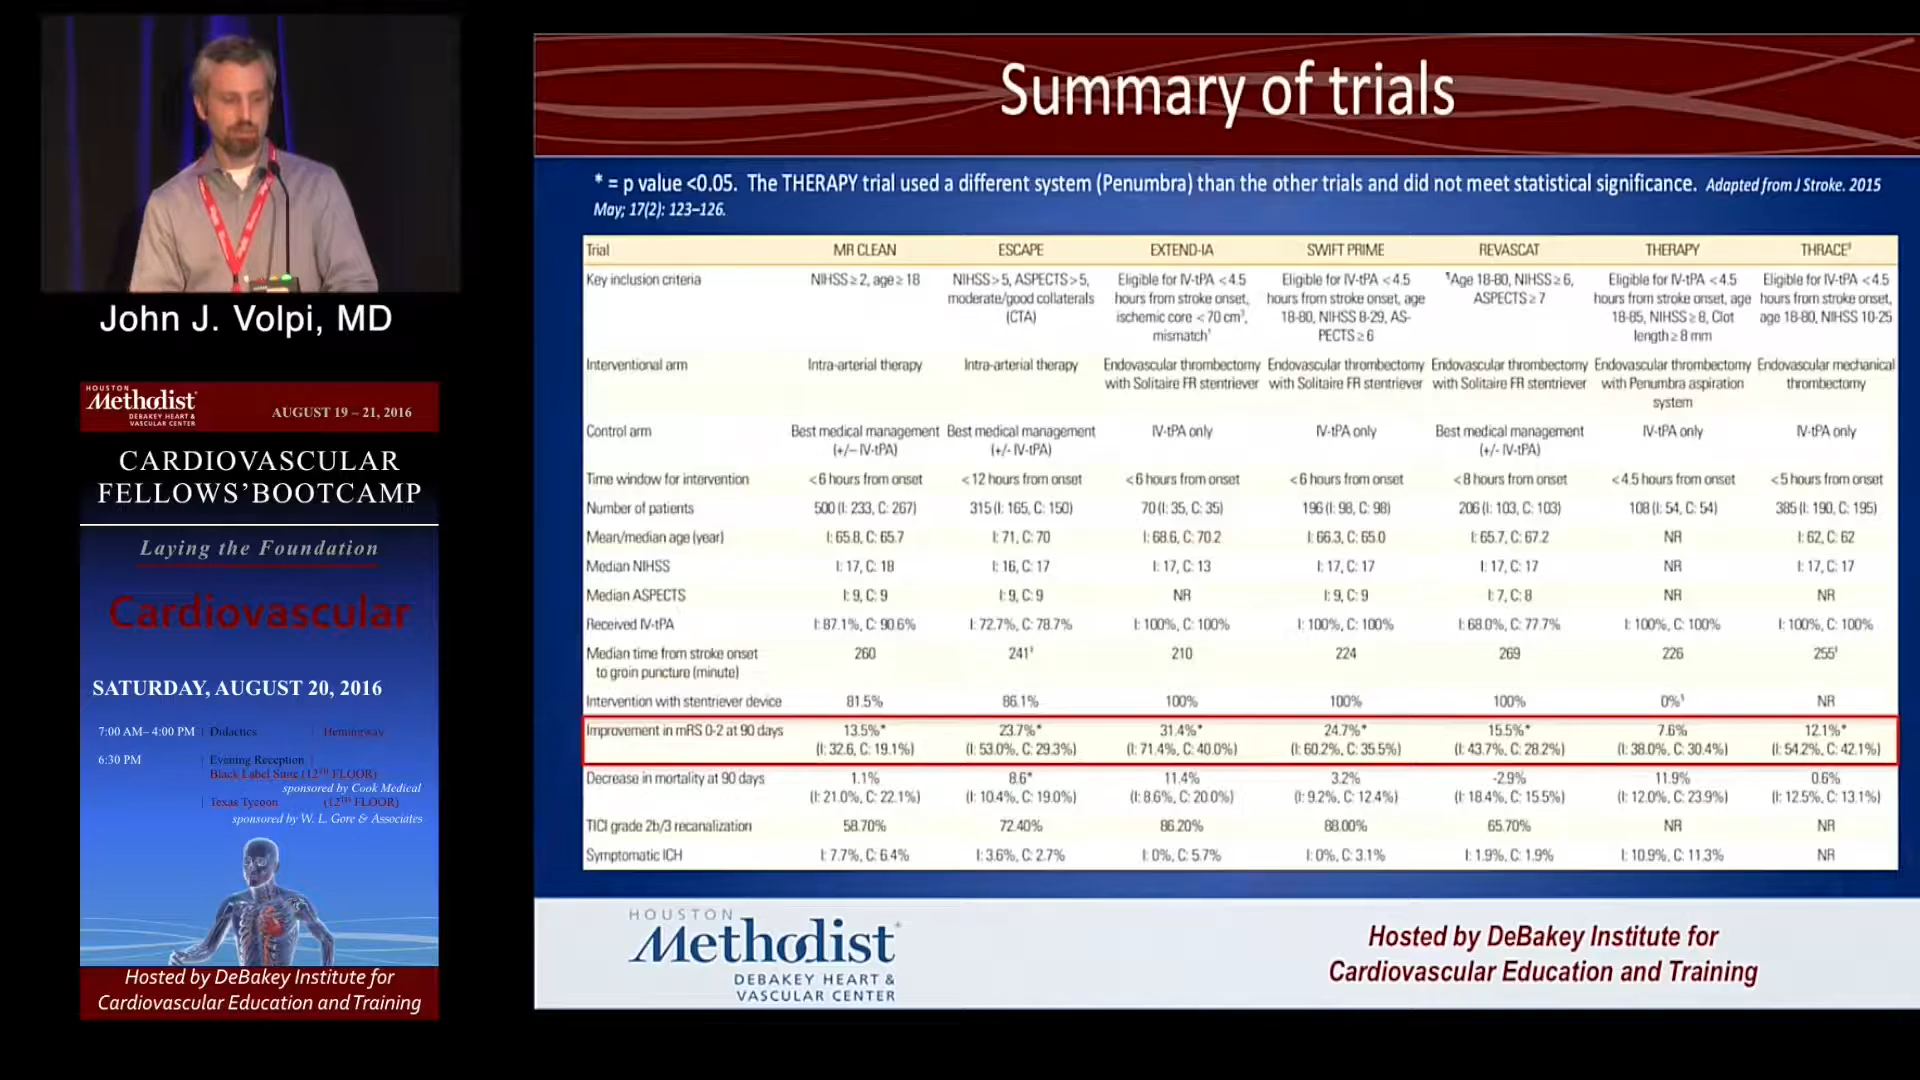 John J. Volpi, MD
HOUSTON
Methodist
DEBAKEY HEART &
VASCULAR CENTER
AUGUST 19 – 21, 2016
CARDIOVASCULAR
FELLOWS'BOOTCAMP
Laying the Foundation
Cardiovascular
SATURDAY, AUGUST 20, 2016
7:00 AM– 4:00 PM | Didactics | Hemingway
6:30 PM | Evening Reception |
Black Label Suite (12TH FLOOR)
sponsored by Cook Medical
| Texas Tycoon (12TH FLOOR)
sponsored by W. L. Gore & Associates
Hosted by DeBakey Institute for
Cardiovascular Education and Training
Summary of trials
* = p value <0.05. The THERAPY trial used a different system (Penumbra) than the other trials and did not meet statistical significance. Adapted from J Stroke. 2015
May; 17(2): 123–126.
Trial MR CLEAN ESCAPE EXTEND-IA SWIFT PRIME REVASCAT THERAPY THRACE‖
Key inclusion criteria NIHSS ≥ 2, age ≥ 18 NIHSS > 5, ASPECTS > 5, Eligible for IV-tPA < 4.5 Eligible for IV-tPA < 4.5 ¶Age 18-80, NIHSS ≥ 6, Eligible for IV-tPA < 4.5 Eligible for IV-tPA < 4.5
moderate/good collaterals hours from stroke onset, hours from stroke onset, age ASPECTS ≥ 7 hours from stroke onset, age hours from stroke onset,
(CTA) ischemic core < 70 cm³, 18-80, NIHSS 8-29, AS- 18-85, NIHSS ≥ 8, Clot age 18-80, NIHSS 10-25
mismatch† PECTS ≥ 6 length ≥ 8 mm
Interventional arm Intra-arterial therapy Intra-arterial therapy Endovascular thrombectomy Endovascular thrombectomy Endovascular thrombectomy Endovascular thrombectomy Endovascular mechanical
with Solitaire FR stentriever with Solitaire FR stentriever with Solitaire FR stentriever with Penumbra aspiration thrombectomy
system
Control arm Best medical management Best medical management IV-tPA only IV-tPA only Best medical management IV-tPA only IV-tPA only
(+/– IV-tPA) (+/- IV-tPA) (+/- IV-tPA)
Time window for intervention < 6 hours from onset < 12 hours from onset < 6 hours from onset < 6 hours from onset < 8 hours from onset < 4.5 hours from onset < 5 hours from onset
Number of patients 500 (I: 233, C: 267) 315 (I: 165, C: 150) 70 (I: 35, C: 35) 196 (I: 98, C: 98) 206 (I: 103, C: 103) 108 (I: 54, C: 54) 385 (I: 190, C: 195)
Mean/median age (year) I: 65.8, C: 65.7 I: 71, C: 70 I: 68.6, C: 70.2 I: 66.3, C: 65.0 I: 65.7, C: 67.2 NR I: 62, C: 62
Median NIHSS I: 17, C: 18 I: 16, C: 17 I: 17, C: 13 I: 17, C: 17 I: 17, C: 17 NR I: 17, C: 17
Median ASPECTS I: 9, C: 9 I: 9, C: 9 NR I: 9, C: 9 I: 7, C: 8 NR NR
Received IV-tPA I: 87.1%, C: 90.6% I: 72.7%, C: 78.7% I: 100%, C: 100% I: 100%, C: 100% I: 68.0%, C: 77.7% I: 100%, C: 100% I: 100%, C: 100%
Median time from stroke onset 260 241‡ 210 224 269 226 255‡
to groin puncture (minute)
Intervention with stentriever device 81.5% 86.1% 100% 100% 100% 0%§ NR
Improvement in mRS 0-2 at 90 days 13.5%* 23.7%* 31.4%* 24.7%* 15.5%* 7.6% 12.1%*
(I: 32.6, C: 19.1%) (I: 53.0%, C: 29.3%) (I: 71.4%, C: 40.0%) (I: 60.2%, C: 35.5%) (I: 43.7%, C: 28.2%) (I: 38.0%, C: 30.4%) (I: 54.2%, C: 42.1%)
Decrease in mortality at 90 days 1.1% 8.6* 11.4% 3.2% -2.9% 11.9% 0.6%
(I: 21.0%, C: 22.1%) (I: 10.4%, C: 19.0%) (I: 8.6%, C: 20.0%) (I: 9.2%, C: 12.4%) (I: 18.4%, C: 15.5%) (I: 12.0%, C: 23.9%) (I: 12.5%, C: 13.1%)
TICI grade 2b/3 recanalization 58.70% 72.40% 86.20% 88.00% 65.70% NR NR
Symptomatic ICH I: 7.7%, C: 6.4% I: 3.6%, C: 2.7% I: 0%, C: 5.7% I: 0%, C: 3.1% I: 1.9%, C: 1.9% I: 10.9%, C: 11.3% NR
HOUSTON
Methodist
DEBAKEY HEART &
VASCULAR CENTER
Hosted by DeBakey Institute for
Cardiovascular Education and Training